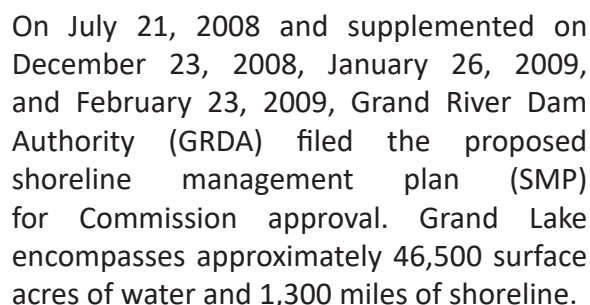 On July 21, 2008 and supplemented on
December 23, 2008, January 26, 2009,
and February 23, 2009, Grand River Dam
Authority (GRDA) filed the proposed
shoreline management plan (SMP)
for Commission approval. Grand Lake
encompasses approximately 46,500 surface
acres of water and 1,300 miles of shoreline.